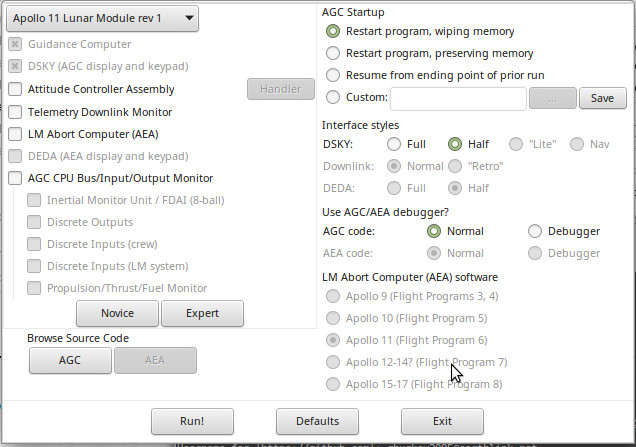 Apollo 11 Lunar Module rev 1
Guidance Computer
DSKY (AGC display and keypad)
Attitude Controller Assembly
Handler
Telemetry Downlink Monitor
LM Abort Computer (AEA)
DEDA (AEA display and keypad)
AGC CPU Bus/Input/Output Monitor
Inertial Monitor Unit / FDAI (8-ball)
Discrete Outputs
Discrete Inputs (crew)
Discrete Inputs (LM system)
Propulsion/Thrust/Fuel Monitor
Novice Expert
Browse Source Code
AGC AEA
AGC Startup
Restart program, wiping memory
Restart program, preserving memory
Resume from ending point of prior run
Custom: ... Save
Interface styles
DSKY: Full Half "Lite" Nav
Downlink: Normal "Retro"
DEDA: Full Half
Use AGC/AEA debugger?
AGC code: Normal Debugger
AEA code: Normal Debugger
LM Abort Computer (AEA) software
Apollo 9 (Flight Programs 3, 4)
Apollo 10 (Flight Program 5)
Apollo 11 (Flight Program 6)
Apollo 12-14? (Flight Program 7)
Apollo 15-17 (Flight Program 8)
Run! Defaults Exit